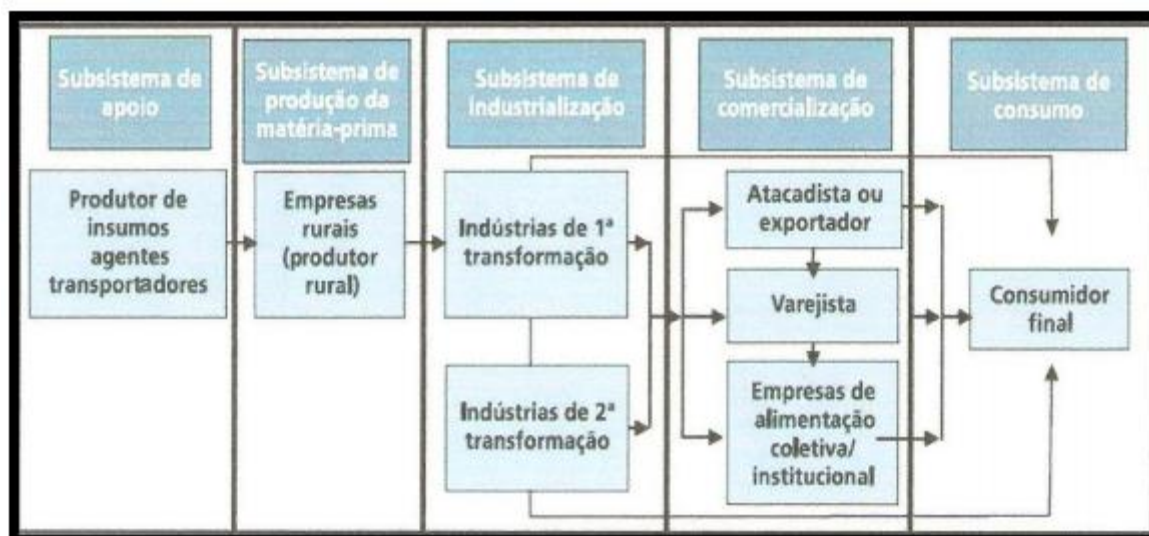 Subsistema de
apoio
Subsistema de
produção da
matéria-prima
Subsistema de
industrialização
Subsistema de
comercialização
Subsistema de
consumo
Produtor de
insumos
agentes
transportadores
Empresas
rurais
(produtor
rural)
Indústrias de 1ª
transformação
Indústrias de 2ª
transformação
Atacadista ou
exportador
Varejista
Empresas de
alimentação
coletiva/
institucional
Consumidor
final